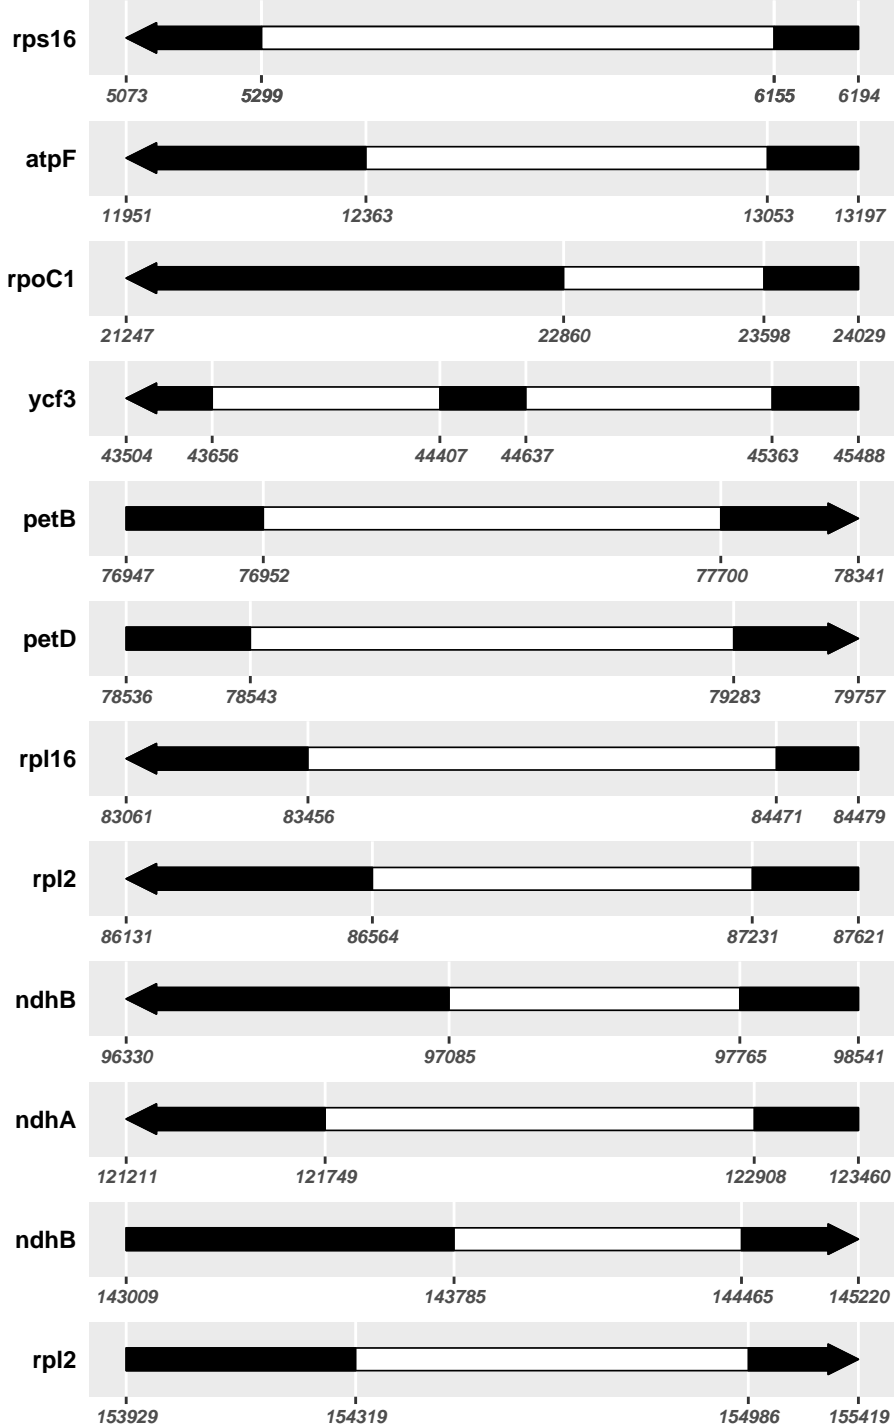 rps16
5073 5299 6155 6194
atpF
11951 12363 13053 13197
rpoC1
21247 22860 23598 24029
ycf3
43504 43656 44407 44637 45363 45488
petB
76947 76952 77700 78341
petD
78536 78543 79283 79757
rpl16
83061 83456 84471 84479
rpl2
86131 86564 87231 87621
ndhB
96330 97085 97765 98541
ndhA
121211 121749 122908 123460
ndhB
143009 143785 144465 145220
rpl2
153929 154319 154986 155419